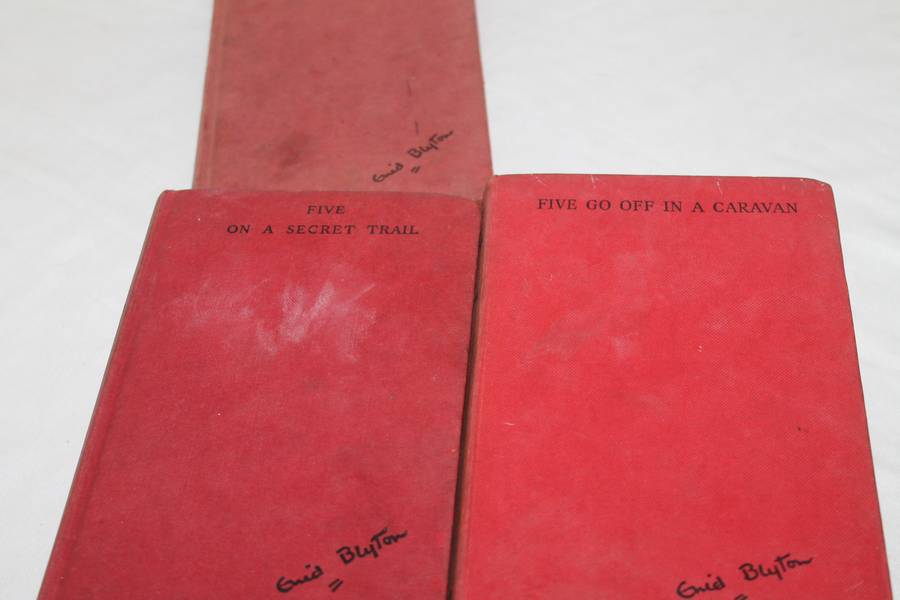 Enid Blyton
FIVE
ON A SECRET TRAIL
Enid Blyton
FIVE GO OFF IN A CARAVAN
Enid Blyton